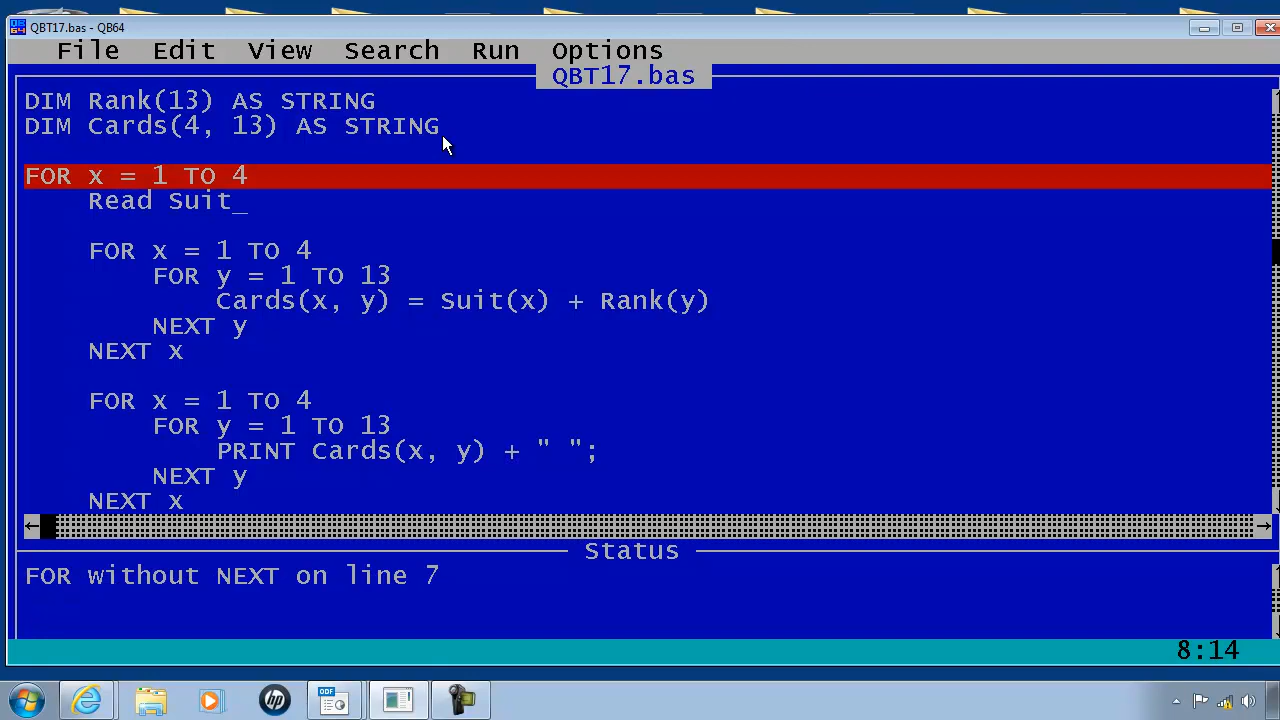 QBT17.bas - QB64
File Edit View Search Run Options
QBT17.bas
DIM Rank(13) AS STRING
DIM Cards(4, 13) AS STRING
FOR x = 1 TO 4
Read Suit_
FOR x = 1 TO 4
FOR y = 1 TO 13
Cards(x, y) = Suit(x) + Rank(y)
NEXT y
NEXT x
FOR x = 1 TO 4
FOR y = 1 TO 13
PRINT Cards(x, y) + " ";
NEXT y
NEXT x
Status
FOR without NEXT on line 7
8:14
hp
ODF